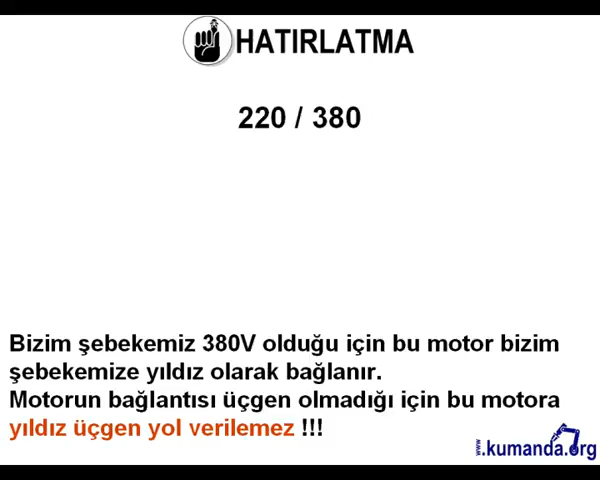 HATIRLATMA
220 / 380
Bizim şebekemiz 380V olduğu için bu motor bizim
şebekemize yıldız olarak bağlanır.
Motorun bağlantısı üçgen olmadığı için bu motora
yıldız üçgen yol verilemez !!!
www.kumanda.org